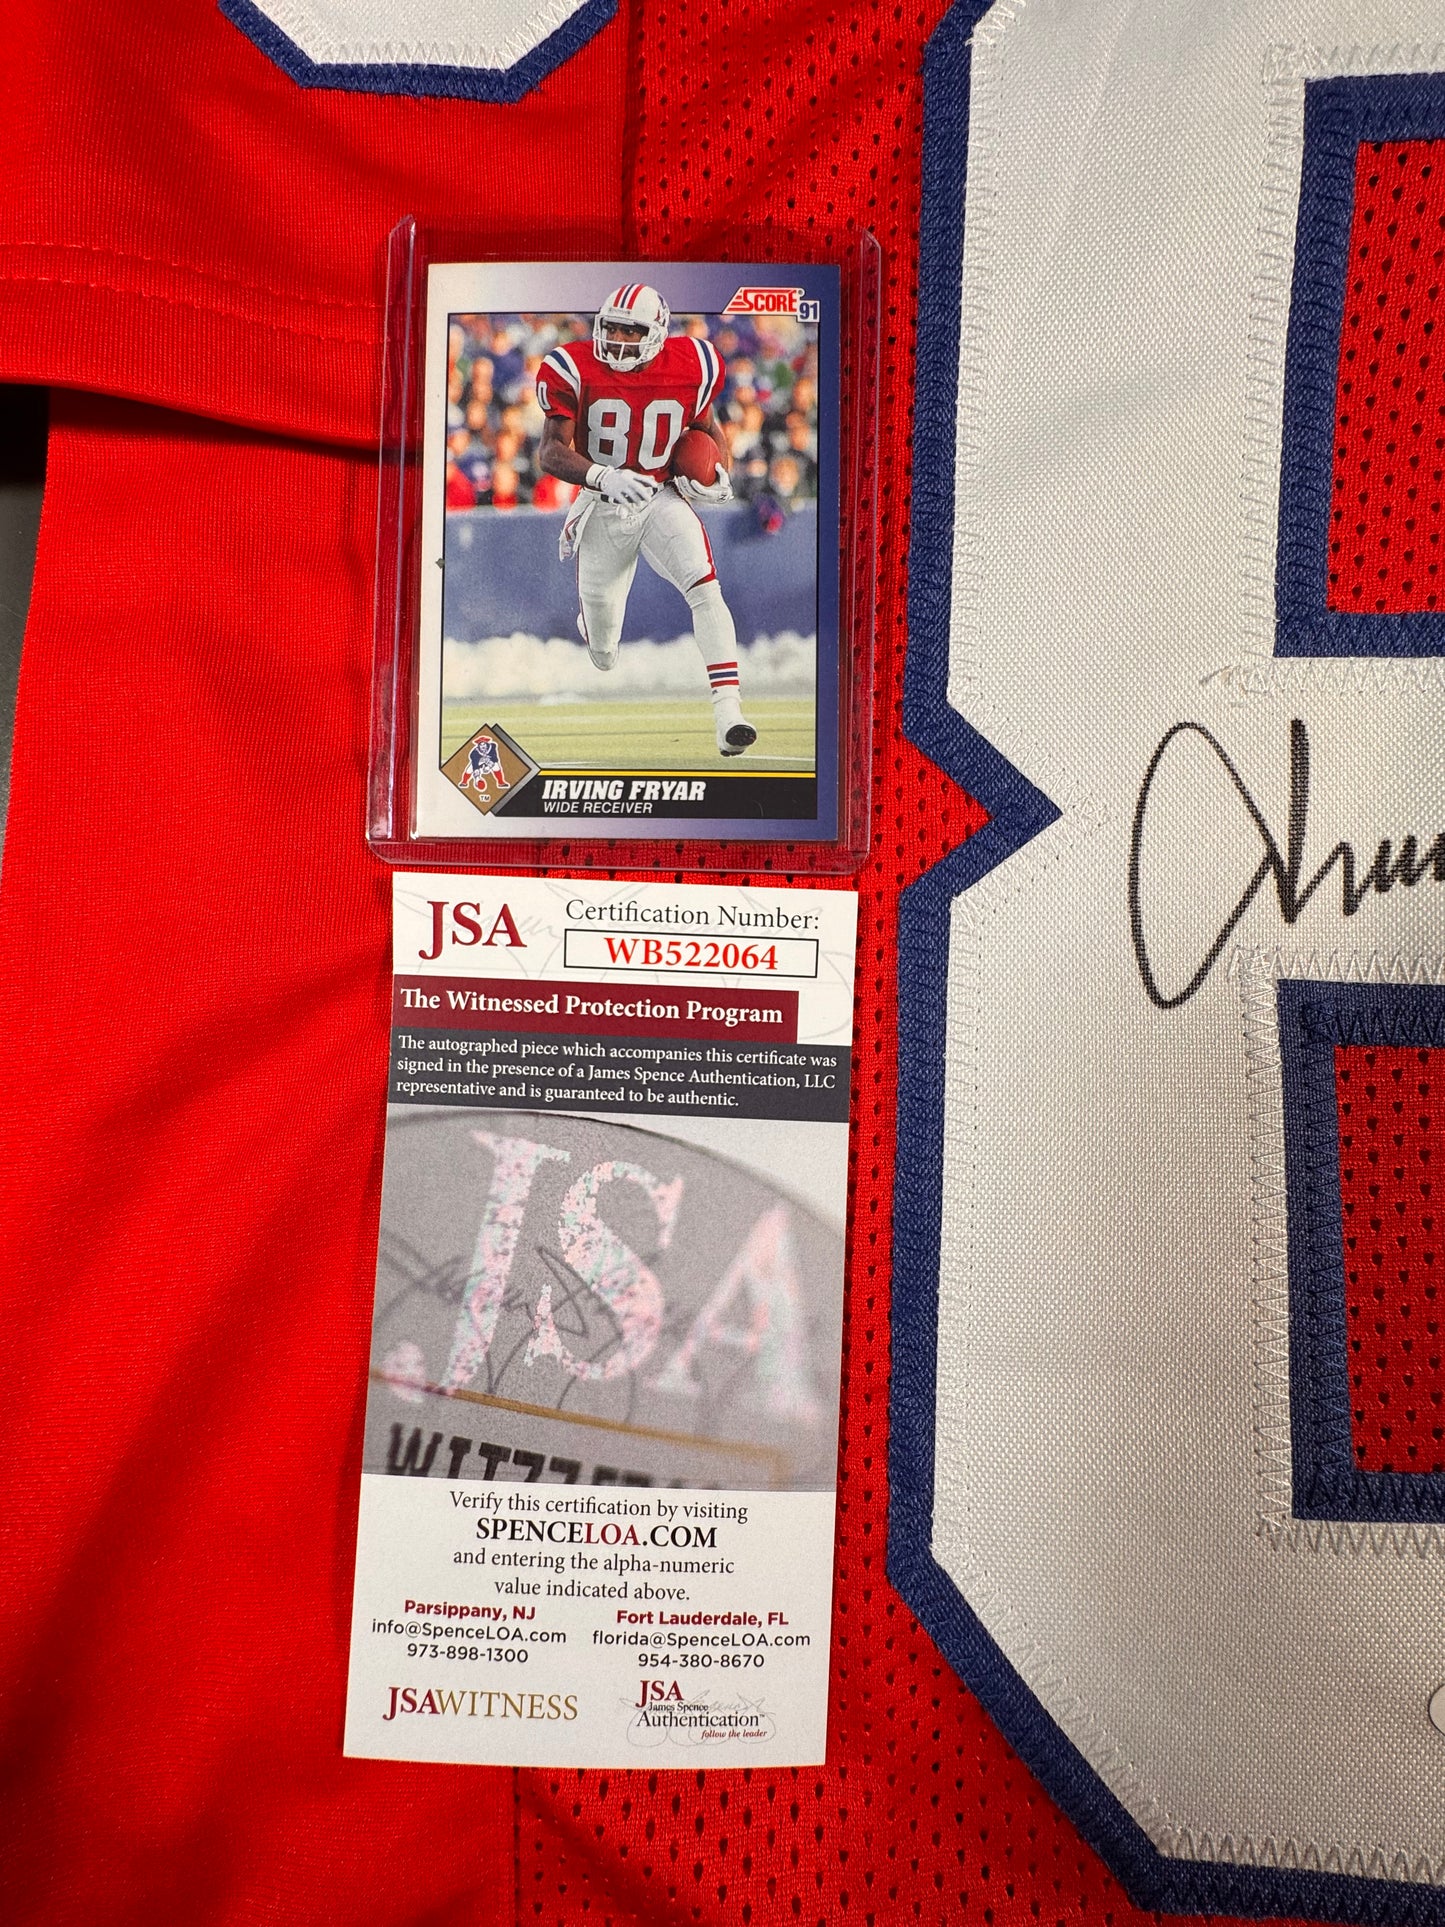 SCORE 91
80
IRVING FRYAR
WIDE RECEIVER
TM
JSA
Certification Number:
WB522064
The Witnessed Protection Program
The autographed piece which accompanies this certificate was
signed in the presence of a James Spence Authentication, LLC
representative and is guaranteed to be authentic.
JSA
Verify this certification by visiting
SPENCELOA.COM
and entering the alpha-numeric
value indicated above.
Parsippany, NJ
info@SpenceLOA.com
973-898-1300
Fort Lauderdale, FL
florida@SpenceLOA.com
954-380-8670
JSAWITNESS
JSA
James Spence
Authentication
follow the leader